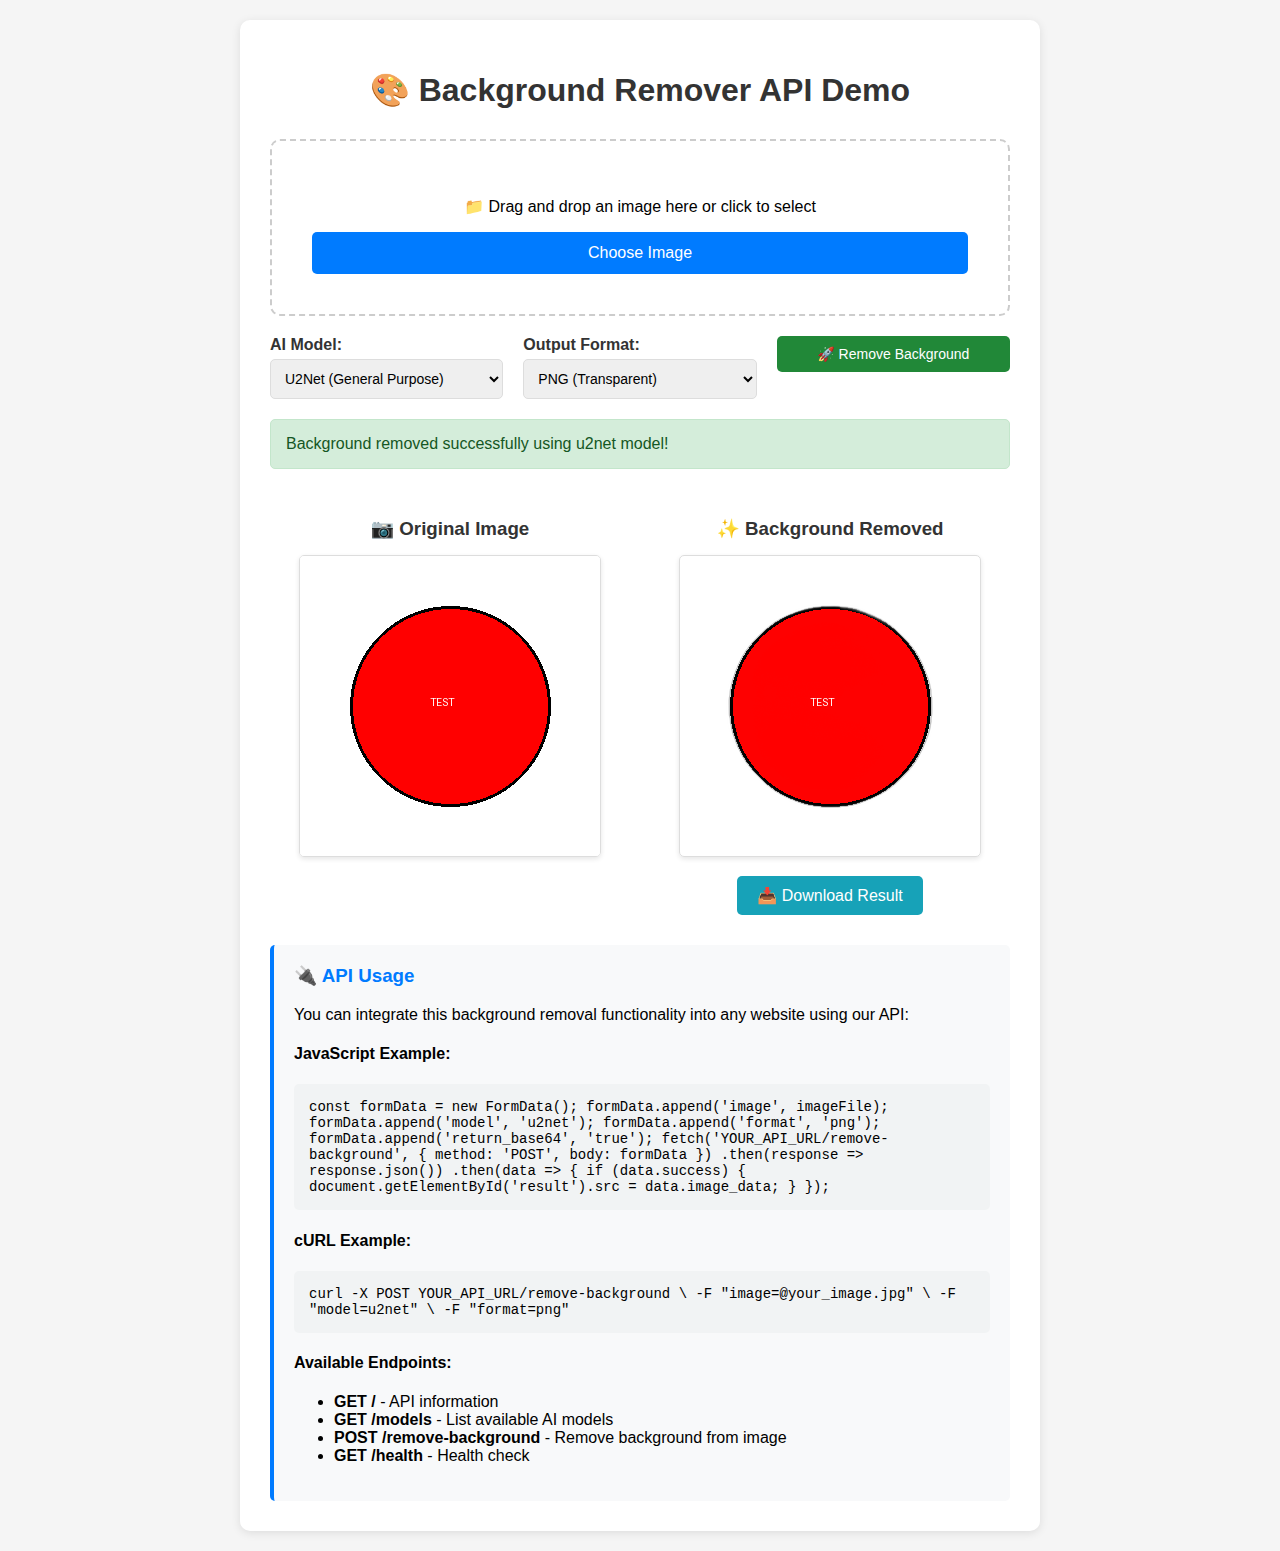 🎨 Background Remover API Demo
📁 Drag and drop an image here or click to select
Choose Image
AI Model:
U2Net (General Purpose)
Output Format:
PNG (Transparent)
🚀 Remove Background
Background removed successfully using u2net model!
📷 Original Image
TEST
✨ Background Removed
TEST
📥 Download Result
🔌 API Usage
You can integrate this background removal functionality into any website using our API:
JavaScript Example:
const formData = new FormData(); formData.append('image', imageFile);
formData.append('model', 'u2net'); formData.append('format', 'png');
formData.append('return_base64', 'true'); fetch('YOUR_API_URL/remove-
background', { method: 'POST', body: formData }) .then(response =>
response.json()) .then(data => { if (data.success) {
document.getElementById('result').src = data.image_data; } });
cURL Example:
curl -X POST YOUR_API_URL/remove-background \ -F "image=@your_image.jpg" \ -F
"model=u2net" \ -F "format=png"
Available Endpoints:
• GET / - API information
• GET /models - List available AI models
• POST /remove-background - Remove background from image
• GET /health - Health check